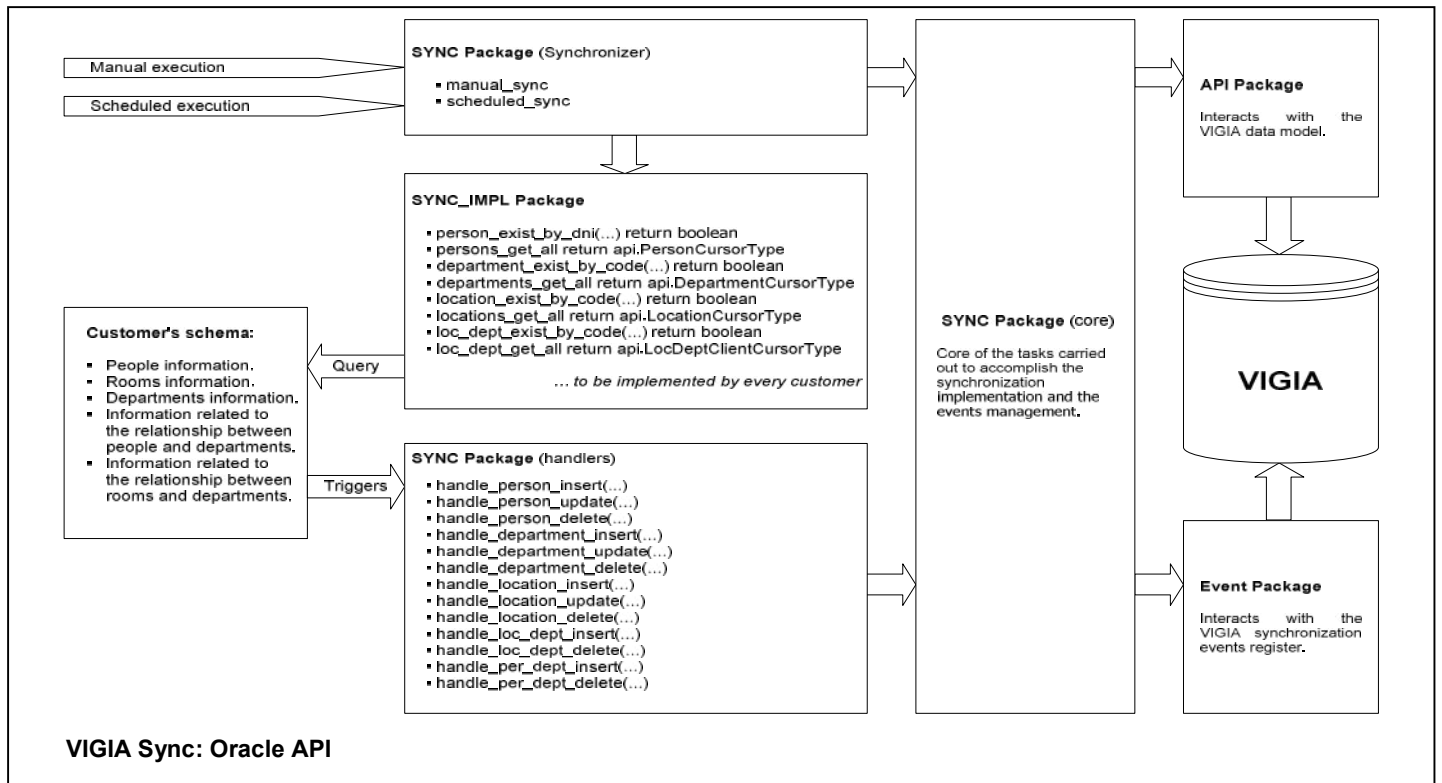 Manual execution
Scheduled execution
SYNC Package (Synchronizer)
▪ manual_sync
▪ scheduled_sync
SYNC_IMPL Package
▪ person_exist_by_dni(...) return boolean
▪ persons_get_all return api.PersonCursorType
▪ department_exist_by_code(...) return boolean
▪ departments_get_all return api.DepartmentCursorType
▪ location_exist_by_code(...) return boolean
▪ locations_get_all return api.LocationCursorType
▪ loc_dept_exist_by_code(...) return boolean
▪ loc_dept_get_all return api.LocDeptClientCursorType
... to be implemented by every customer
Customer's schema:
▪ People information.
▪ Rooms information.
▪ Departments information.
▪ Information related to
the relationship between
people and departments.
▪ Information related to
the relationship between
rooms and departments.
Query
Triggers
SYNC Package (handlers)
▪ handle_person_insert(...)
▪ handle_person_update(...)
▪ handle_person_delete(...)
▪ handle_department_insert(...)
▪ handle_department_update(...)
▪ handle_department_delete(...)
▪ handle_location_insert(...)
▪ handle_location_update(...)
▪ handle_location_delete(...)
▪ handle_loc_dept_insert(...)
▪ handle_loc_dept_delete(...)
▪ handle_per_dept_insert(...)
▪ handle_per_dept_delete(...)
SYNC Package (core)
Core of the tasks carried
out to accomplish the
synchronization
implementation and the
events management.
API Package
Interacts with the
VIGIA data model.
VIGIA
Event Package
Interacts with the
VIGIA synchronization
events register.
VIGIA Sync: Oracle API